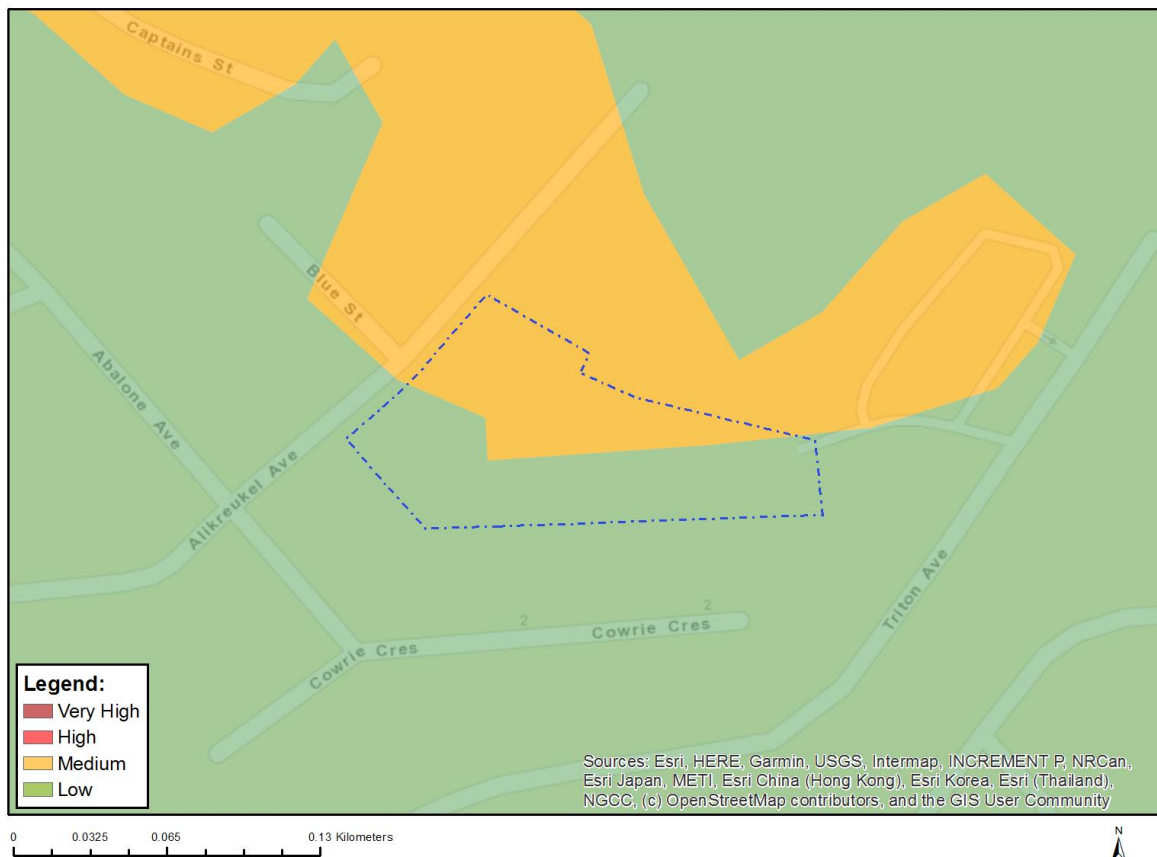 Captains St
Blue St
Abalone Ave
Alikreukel Ave
Triton Ave
2
2
Cowrie Cres
Cowrie Cres
Legend:
Very High
High
Medium
Low
Sources: Esri, HERE, Garmin, USGS, Intermap, INCREMENT P, NRCan,
Esri Japan, METI, Esri China (Hong Kong), Esri Korea, Esri (Thailand),
NGCC, (c) OpenStreetMap contributors, and the GIS User Community
0 0.0325 0.065 0.13 Kilometers
N